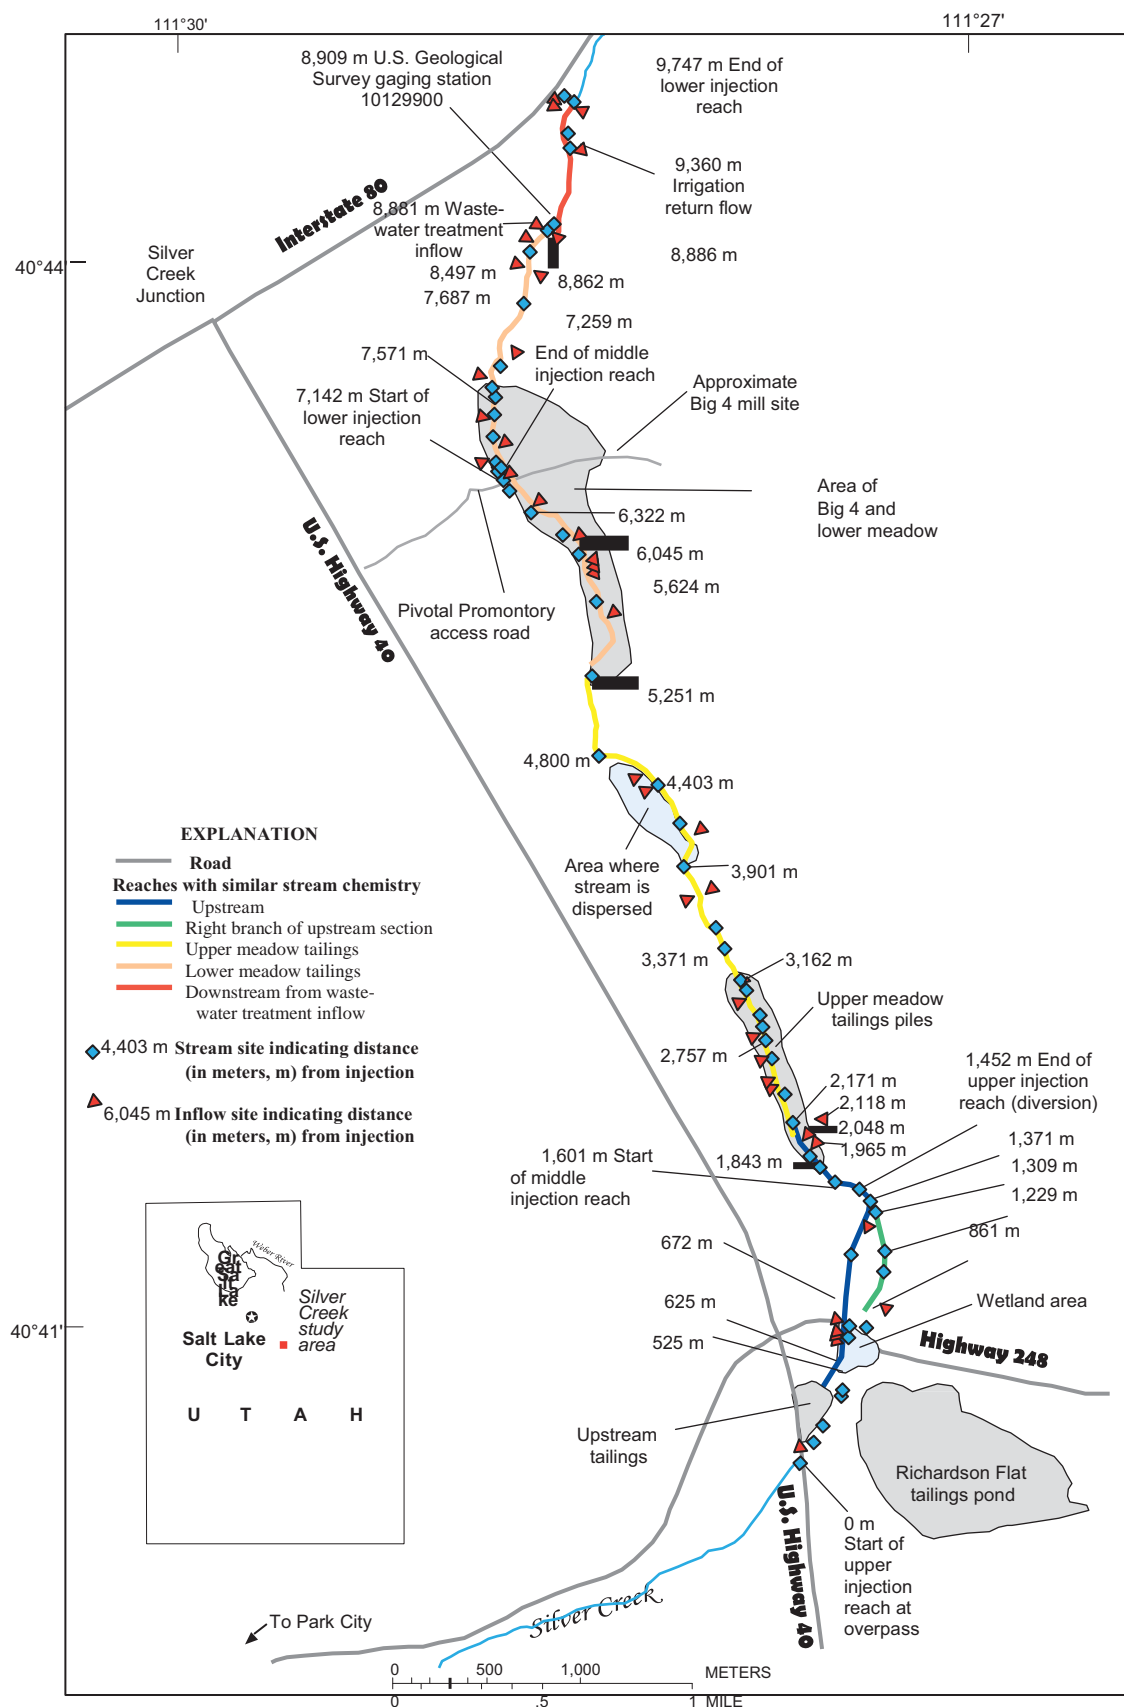 111°30'
111°27'
8,909 m U.S. Geological
Survey gaging station
10129900
9,747 m End of
lower injection
reach
9,360 m
Irrigation
return flow
Interstate 80
8,881 m Waste-
water treatment
inflow
8,886 m
Silver
Creek
Junction
40°44'
8,497 m
8,862 m
7,687 m
7,259 m
7,571 m
End of middle
injection reach
7,142 m Start of
lower injection
reach
Approximate
Big 4 mill site
Area of
Big 4 and
lower meadow
6,322 m
6,045 m
5,624 m
U.S. Highway 40
Pivotal Promontory
access road
5,251 m
4,800 m
4,403 m
Area where
stream is
dispersed
3,901 m
EXPLANATION
Road
Reaches with similar stream chemistry
Upstream
Right branch of upstream section
Upper meadow tailings
Lower meadow tailings
Downstream from waste-
water treatment inflow
4,403 m Stream site indicating distance
(in meters, m) from injection
6,045 m Inflow site indicating distance
(in meters, m) from injection
3,371 m
3,162 m
Upper meadow
tailings piles
2,757 m
1,452 m End of
upper injection
reach (diversion)
2,171 m
2,118 m
2,048 m
1,965 m
1,843 m
1,601 m Start
of middle
injection reach
1,371 m
1,309 m
1,229 m
861 m
672 m
625 m
525 m
Wetland area
Highway 248
40°41'
Great
Salt
Lake
Weber River
Salt Lake
City
Silver
Creek
study
area
U T A H
Upstream
tailings
Richardson Flat
tailings pond
0 m
Start of
upper
injection
reach at
overpass
U.S. Highway 40
Silver Creek
To Park City
0 500 1,000 METERS
0 .5 1 MILE